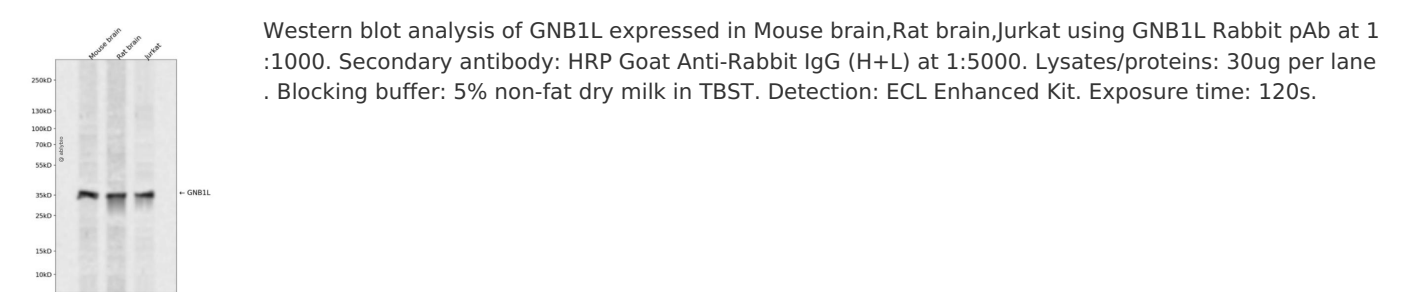 Mouse brain
Rat brain
Jurkat
250kD
130kD
100kD
70kD
55kD
35kD
25kD
15kD
10kD
@ ablybio
← GNB1L
Western blot analysis of GNB1L expressed in Mouse brain,Rat brain,Jurkat using GNB1L Rabbit pAb at 1
:1000. Secondary antibody: HRP Goat Anti-Rabbit IgG (H+L) at 1:5000. Lysates/proteins: 30ug per lane
. Blocking buffer: 5% non-fat dry milk in TBST. Detection: ECL Enhanced Kit. Exposure time: 120s.